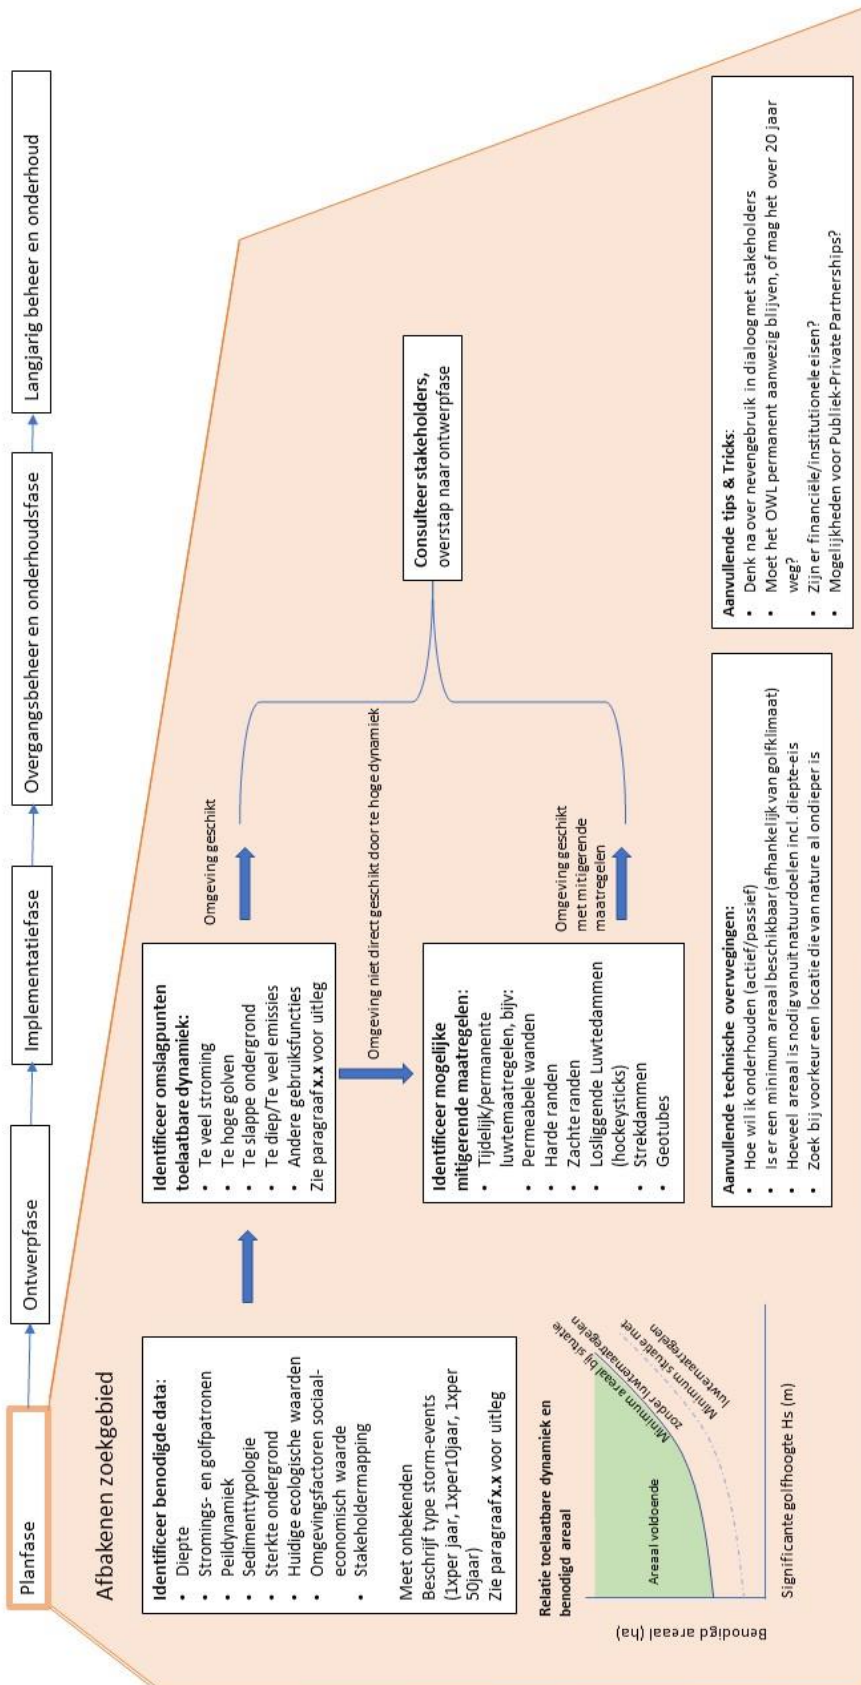 Planfase
Ontwerpfase
Implementatiefase
Overgangsbeheer en onderhoudsfase
Langjarig beheer en onderhoud
Afbakenen zoekgebied
Identificeer benodigde data:
• Diepte
• Stromings- en golfpatronen
• Peildynamiek
• Sedimenttypologie
• Sterkte ondergrond
• Huidige ecologische waarden
• Omgevingsfactoren sociaal-
economisch waarde
• Stakeholdermapping
Meet onbekenden
Beschrijf type storm-events
(1xper jaar, 1xper10jaar, 1xper
50jaar)
Zie paragraaf x.x voor uitleg
Identificeer omslagpunten
toelaatbare dynamiek:
• Te veel stroming
• Te hoge golven
• Te slappe ondergrond
• Te diep/Te veel emissies
• Andere gebruiksfuncties
Zie paragraaf x.x voor uitleg
Omgeving geschikt
Omgeving niet direct geschikt door te hoge dynamiek
Identificeer mogelijke
mitigerende maatregelen:
• Tijdelijk/permanente
luwtemaatregelen, bijv:
• Permeabele wanden
• Harde randen
• Zachte randen
• Losliggende Luwtedammen
(hockeysticks)
• Strekdammen
• Geotubes
Omgeving geschikt
met mitigerende
maatregelen
Consulteer stakeholders,
overstap naar ontwerpfase
Relatie toelaatbare dynamiek en
benodigd areaal
Benodigd areaal (ha)
Areaal voldoende
Minimum areaal bij situatie
zonder luwtemaatregelen
Minimum situatie met
luwtemaatregelen
Significante golfhoogte Hs (m)
Aanvullende technische overwegingen:
• Hoe wil ik onderhouden (actief/passief)
• Is er een minimum areaal beschikbaar (afhankelijk van golfklimaat)
• Hoeveel areaal is nodig vanuit natuurdoelen incl. diepte-eis
• Zoek bij voorkeur een locatie die van nature al ondieper is
Aanvullende tips & Tricks:
• Denk na over nevengebruik in dialoog met stakeholders
• Moet het OWL permanent aanwezig blijven, of mag het over 20 jaar
weg?
• Zijn er financiële/institutionele eisen?
• Mogelijkheden voor Publiek-Private Partnerships?